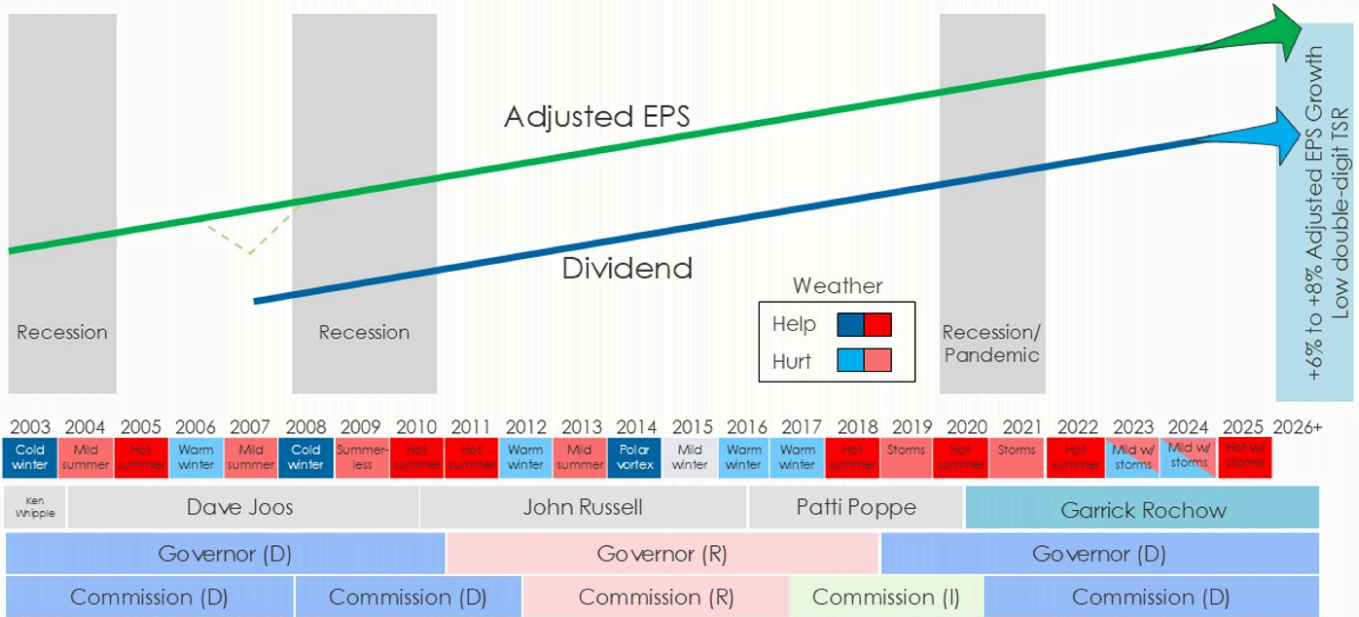 Adjusted EPS
Dividend
Recession
Recession
Recession/
Pandemic
Weather
Help
Hurt
+6% to +8% Adjusted EPS Growth
Low double-digit TSR
2003 2004 2005 2006 2007 2008 2009 2010 2011 2012 2013 2014 2015 2016 2017 2018 2019 2020 2021 2022 2023 2024 2025 2026+
Cold winter
Mild summer
Hot summer
Warm winter
Mild summer
Cold winter
Summer-less
Hot summer
Hot summer
Warm winter
Mild summer
Polar vortex
Mild winter
Warm winter
Warm winter
Hot summer
Storms
Hot summer
Storms
Hot summer
Mild w/ storms
Mild w/ storms
Hot w/ storms
Ken Whipple
Dave Joos
John Russell
Patti Poppe
Garrick Rochow
Governor (D)
Governor (R)
Governor (D)
Commission (D)
Commission (D)
Commission (R)
Commission (I)
Commission (D)